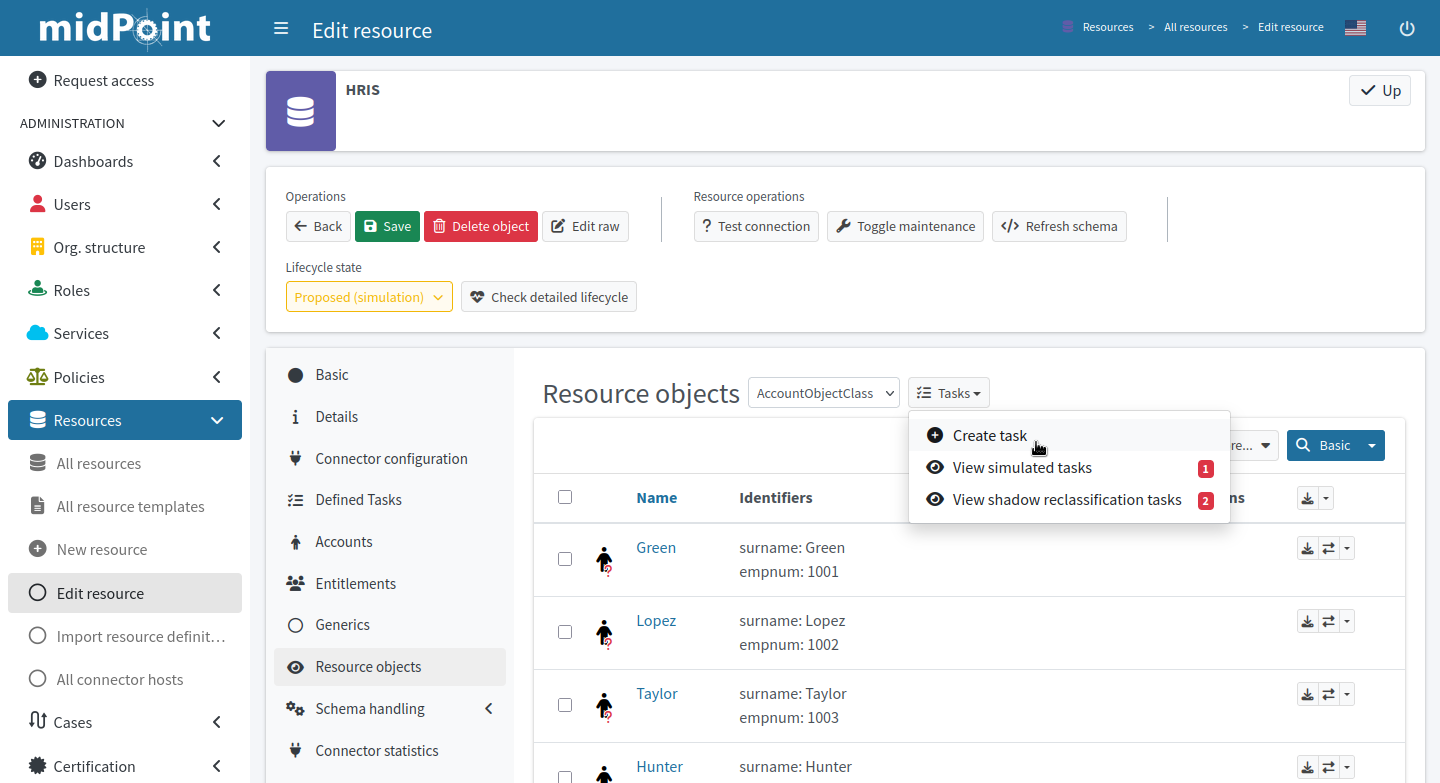 midPoint
Edit resource
Resources > All resources > Edit resource
Request access
ADMINISTRATION
Dashboards
Users
Org. structure
Roles
Services
Policies
Resources
All resources
All resource templates
New resource
Edit resource
Import resource definit...
All connector hosts
Cases
Certification
HRIS
Up
Operations
Back
Save
Delete object
Edit raw
Resource operations
? Test connection
Toggle maintenance
</> Refresh schema
Lifecycle state
Proposed (simulation)
Check detailed lifecycle
Basic
Details
Connector configuration
Defined Tasks
Accounts
Entitlements
Generics
Resource objects
Schema handling
Connector statistics
Resource objects
AccountObjectClass
Tasks
Create task
View simulated tasks 1
View shadow reclassification tasks 2
re...
Basic
Name Identifiers ns
Green surname: Green
empnum: 1001
Lopez surname: Lopez
empnum: 1002
Taylor surname: Taylor
empnum: 1003
Hunter surname: Hunter